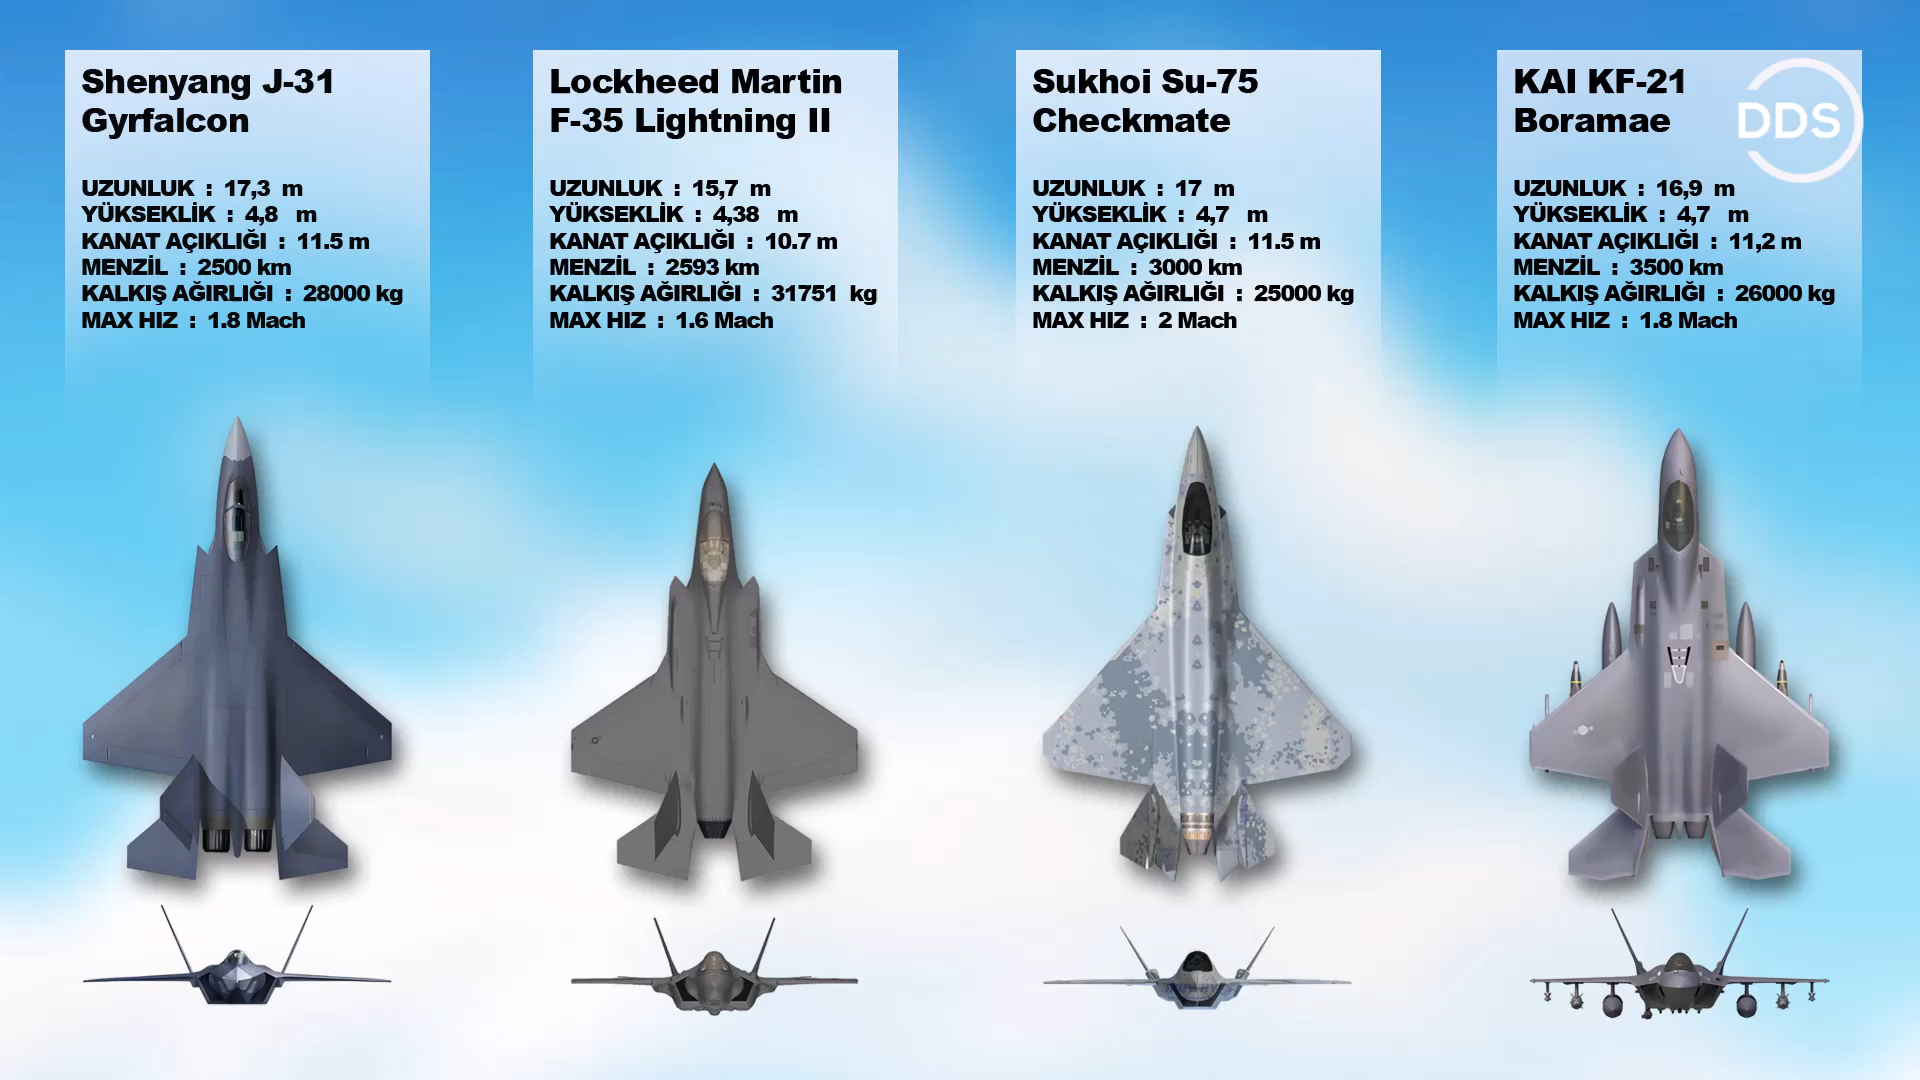 Shenyang J-31
Gyrfalcon
UZUNLUK : 17,3 m
YÜKSEKLİK : 4,8 m
KANAT AÇIKLIĞI : 11.5 m
MENZİL : 2500 km
KALKIŞ AĞIRLIĞI : 28000 kg
MAX HIZ : 1.8 Mach
Lockheed Martin
F-35 Lightning II
UZUNLUK : 15,7 m
YÜKSEKLİK : 4,38 m
KANAT AÇIKLIĞI : 10.7 m
MENZİL : 2593 km
KALKIŞ AĞIRLIĞI : 31751 kg
MAX HIZ : 1.6 Mach
Sukhoi Su-75
Checkmate
UZUNLUK : 17 m
YÜKSEKLİK : 4,7 m
KANAT AÇIKLIĞI : 11.5 m
MENZİL : 3000 km
KALKIŞ AĞIRLIĞI : 25000 kg
MAX HIZ : 2 Mach
KAI KF-21
Boramae
UZUNLUK : 16,9 m
YÜKSEKLİK : 4,7 m
KANAT AÇIKLIĞI : 11,2 m
MENZİL : 3500 km
KALKIŞ AĞIRLIĞI : 26000 kg
MAX HIZ : 1.8 Mach
DDS